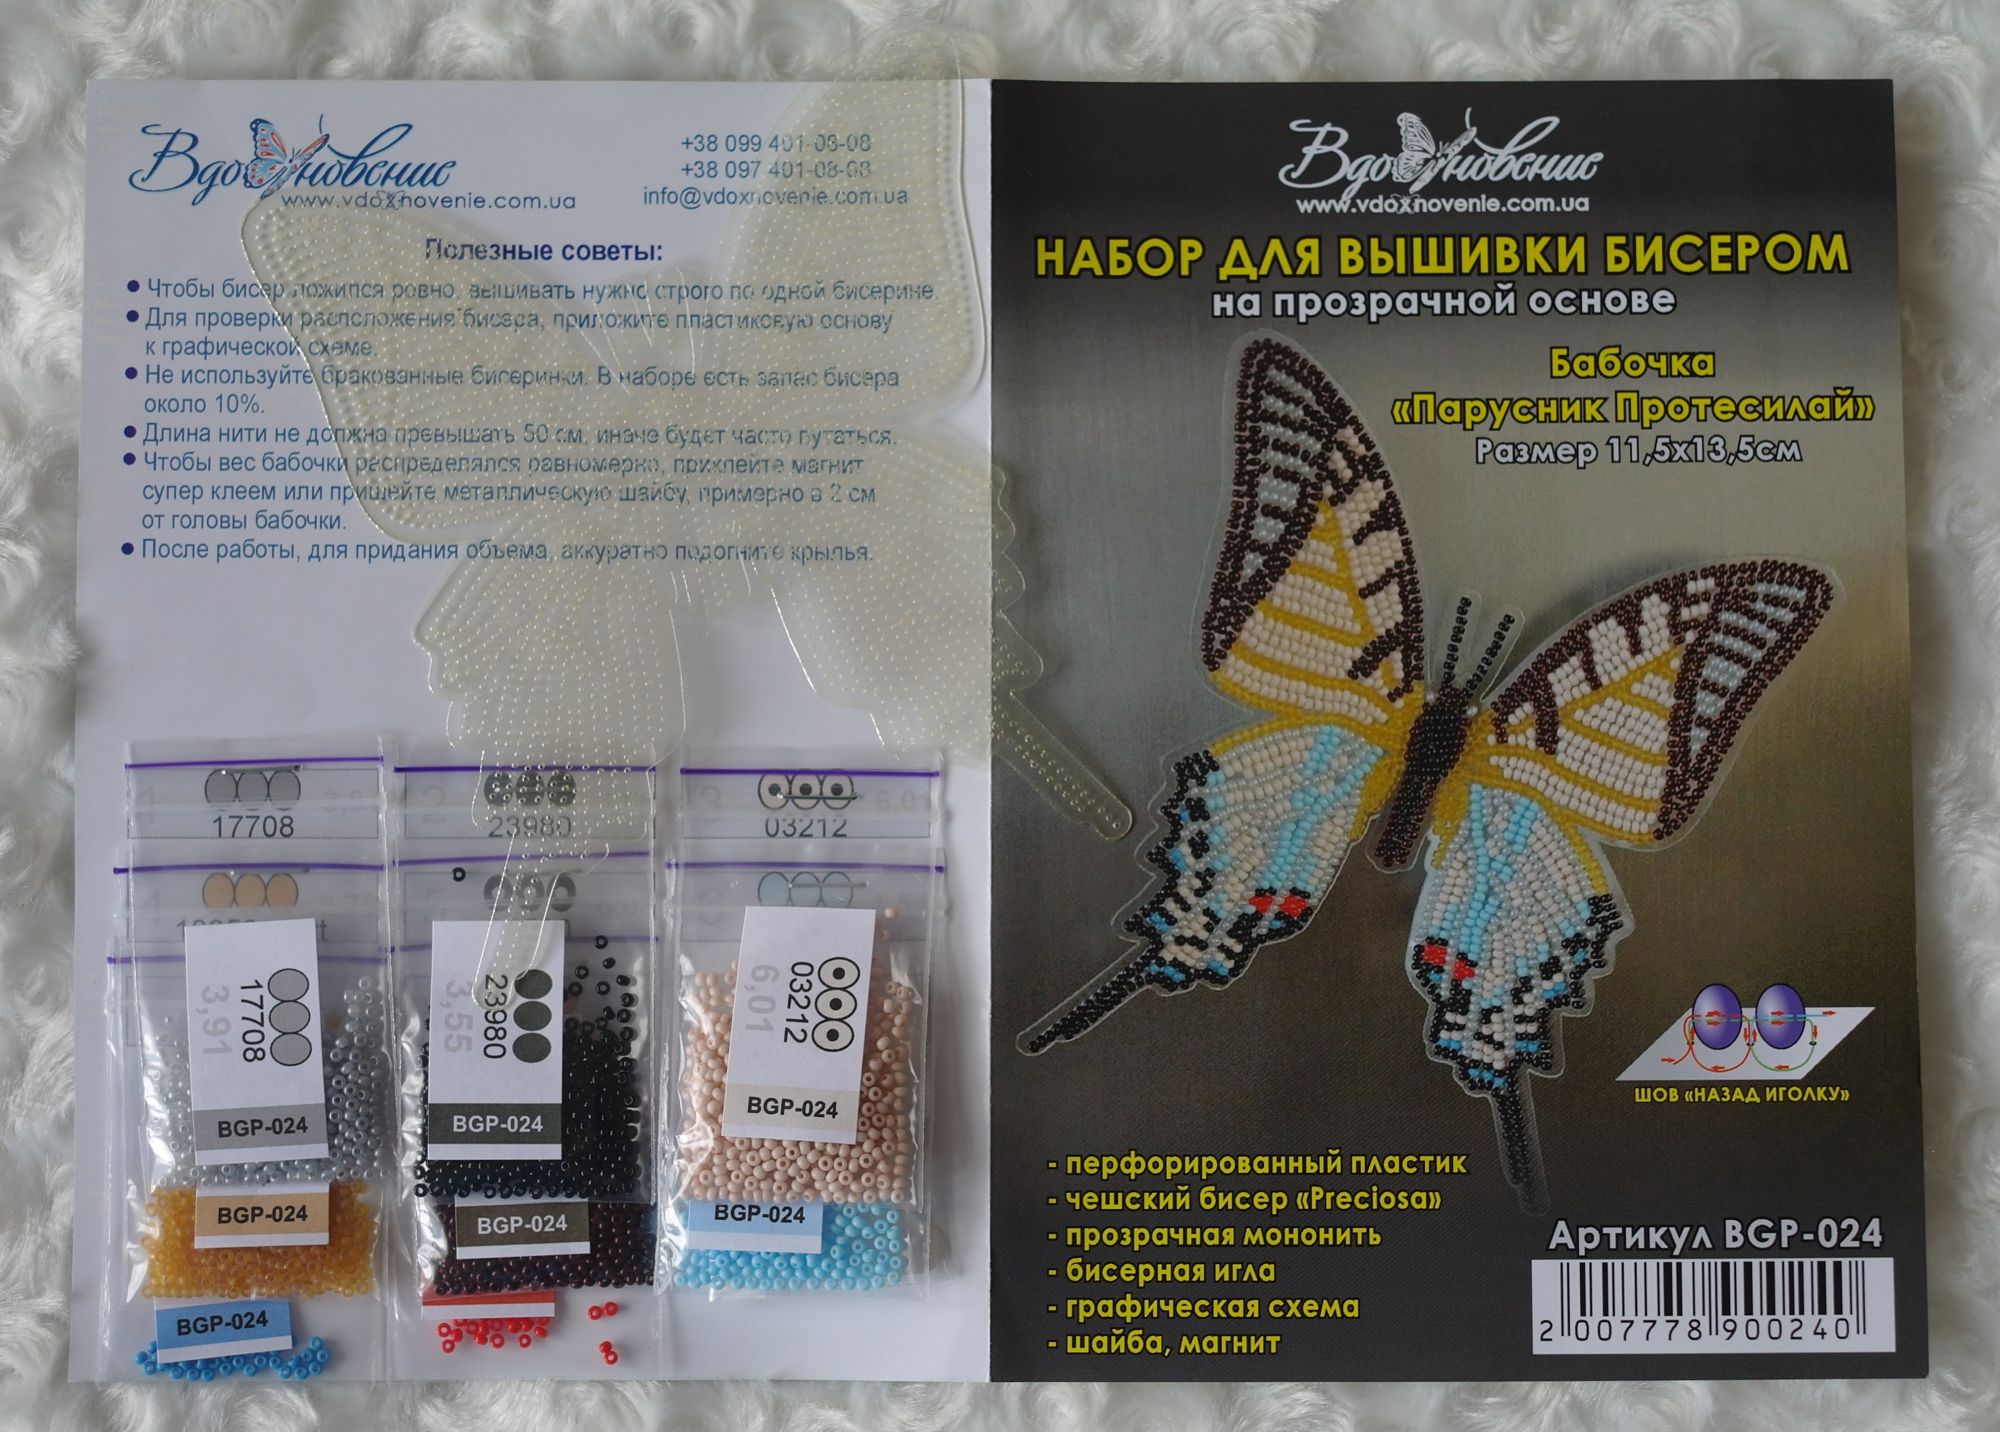 Вдохновение
www.vdoxnovenie.com.ua
+38 099 401-08-08
+38 097 401-08-08
info@vdoxnovenie.com.ua
Полезные советы:
• Чтобы бисер ложился ровно, вышивать нужно строго по одной бисерине.
• Для проверки расположения бисера, приложите пластиковую основу
к графической схеме.
• Не используйте бракованные бисеринки. В наборе есть запас бисера
около 10%.
• Длина нити не должна превышать 50 см, иначе будет часто путаться.
• Чтобы вес бабочки распределялся равномерно, приклейте магнит
супер клеем или пришейте металлическую шайбу, примерно в 2 см
от головы бабочки.
• После работы, для придания объема, аккуратно подогните крылья.
17708
23980
03212
6,01
17708
3,91
BGP-024
23980
3,55
BGP-024
03212
6,01
BGP-024
BGP-024
BGP-024
BGP-024
BGP-024
Вдохновение
www.vdoxnovenie.com.ua
НАБОР ДЛЯ ВЫШИВКИ БИСЕРОМ
на прозрачной основе
Бабочка
«Парусник Протесилай»
Размер 11,5х13,5см
ШОВ «НАЗАД ИГОЛКУ»
- перфорированный пластик
- чешский бисер «Preciosa»
- прозрачная мононить
- бисерная игла
- графическая схема
- шайба, магнит
Артикул BGP-024
2 007778 900240